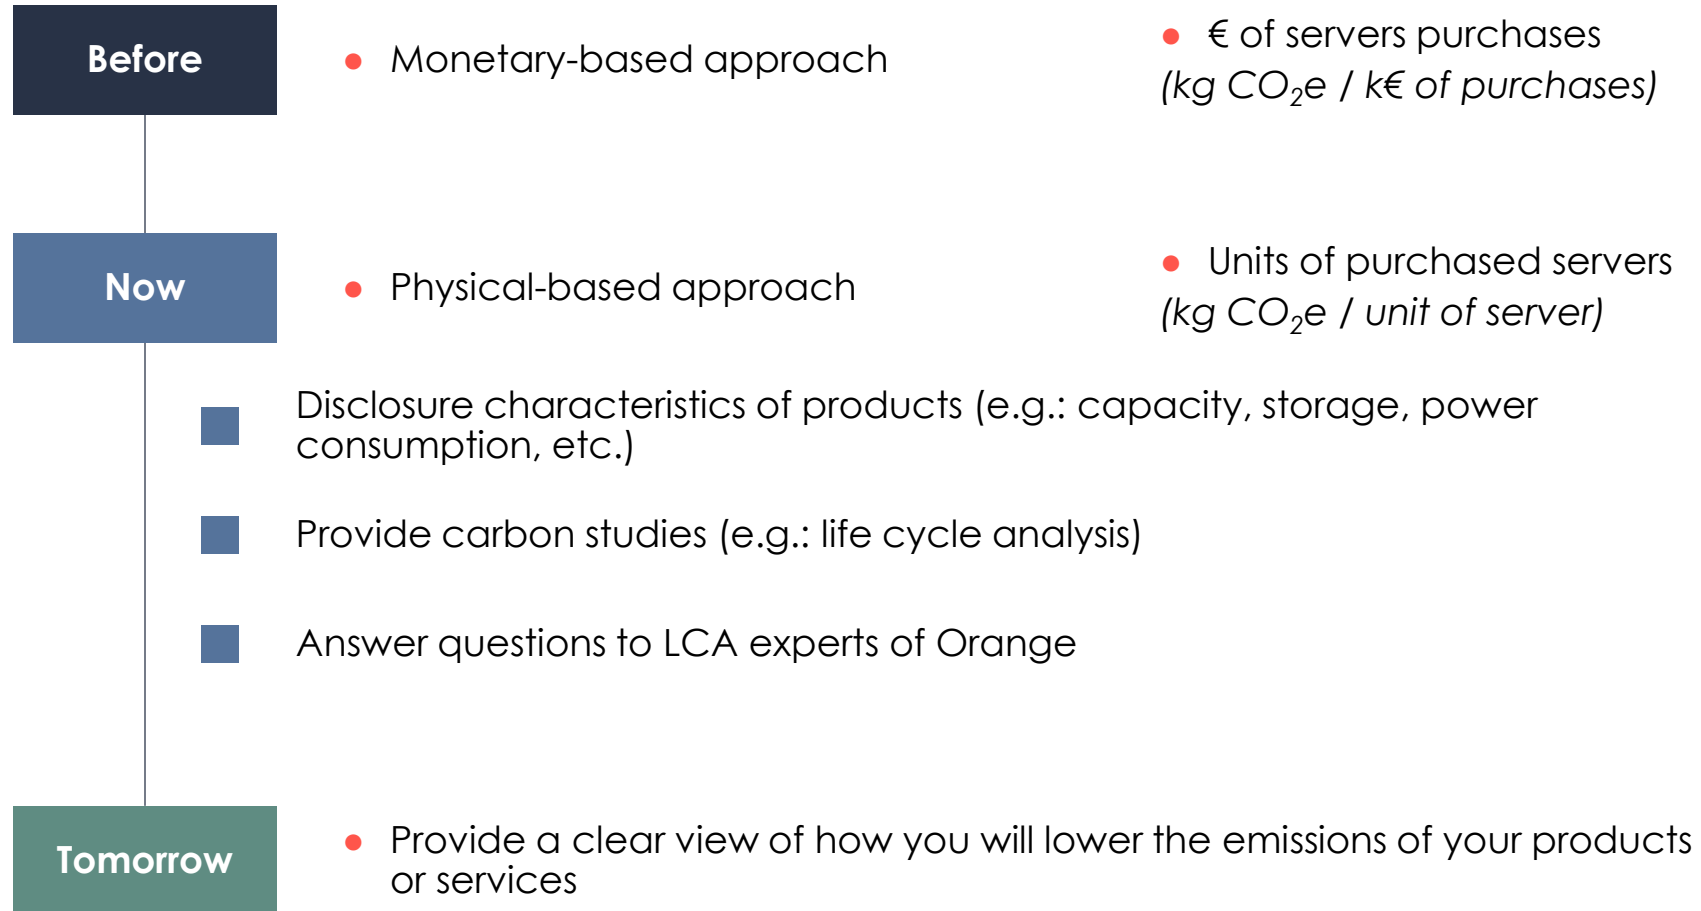 Before
● Monetary-based approach
● € of servers purchases
(kg CO₂e / k€ of purchases)
Now
● Physical-based approach
● Units of purchased servers
(kg CO₂e / unit of server)
Disclosure characteristics of products (e.g.: capacity, storage, power
consumption, etc.)
Provide carbon studies (e.g.: life cycle analysis)
Answer questions to LCA experts of Orange
Tomorrow
● Provide a clear view of how you will lower the emissions of your products
or services